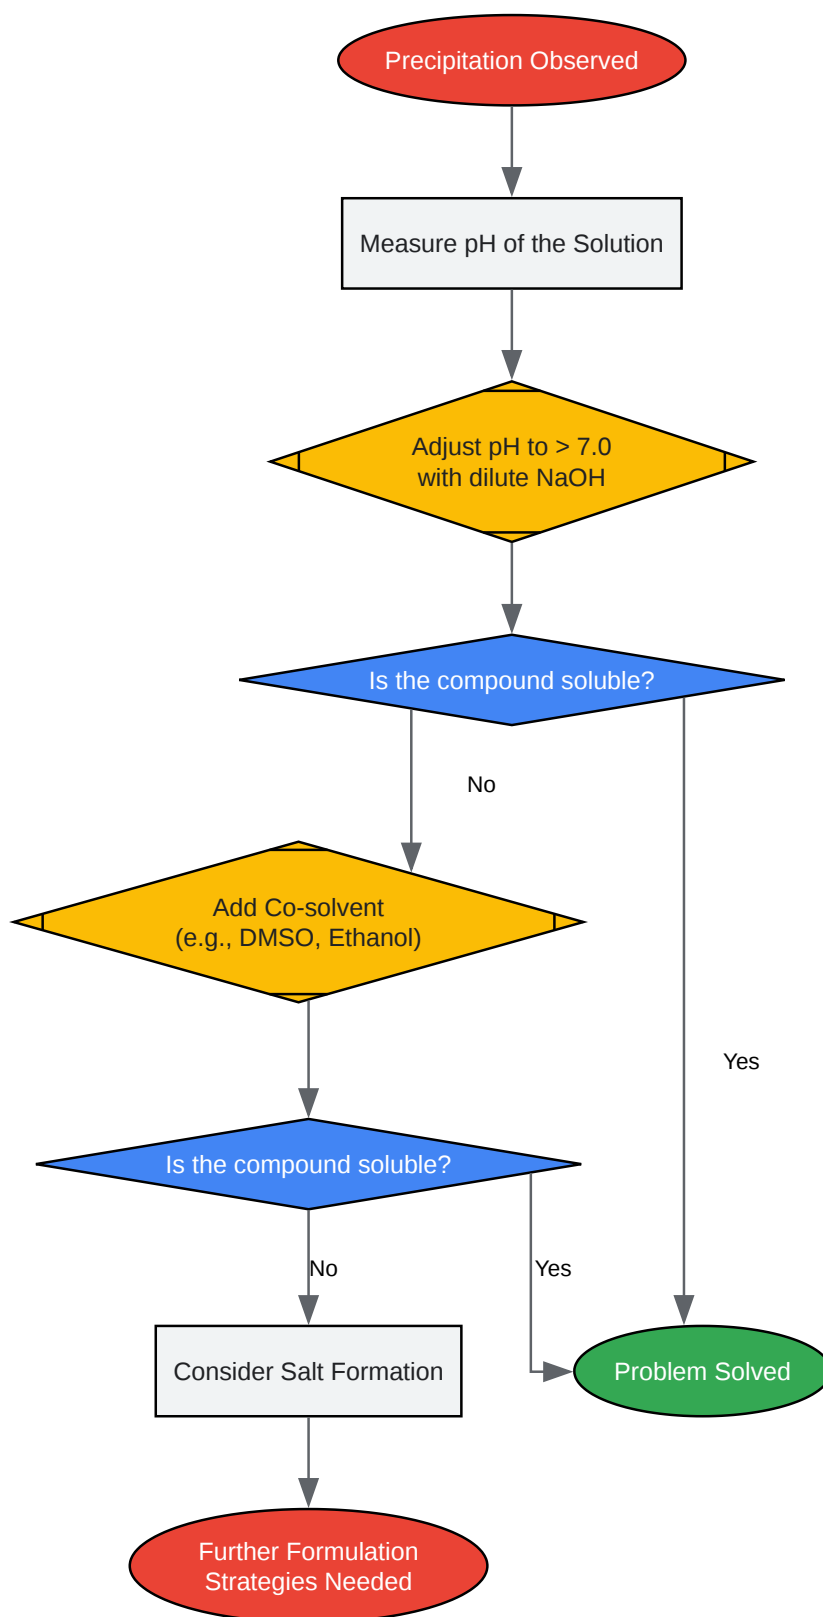 Precipitation Observed
Measure pH of the Solution
Adjust pH to > 7.0
with dilute NaOH
Is the compound soluble?
No
Add Co-solvent
(e.g., DMSO, Ethanol)
Yes
Is the compound soluble?
No
Yes
Consider Salt Formation
Problem Solved
Further Formulation
Strategies Needed